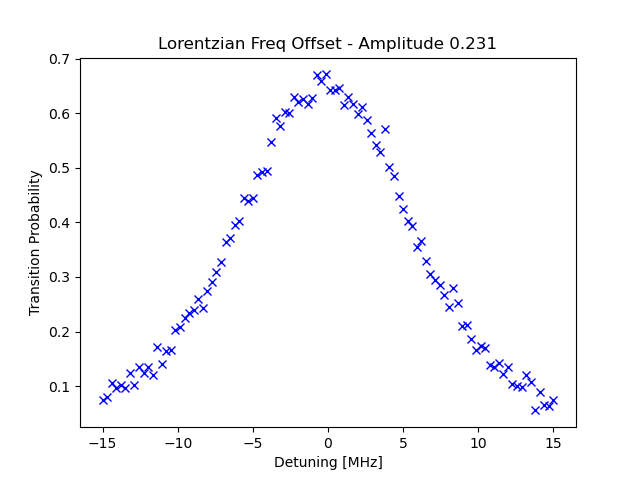 Lorentzian Freq Offset - Amplitude 0.231
Transition Probability
0.7
0.6
0.5
0.4
0.3
0.2
0.1
−15 −10 −5 0 5 10 15
Detuning [MHz]